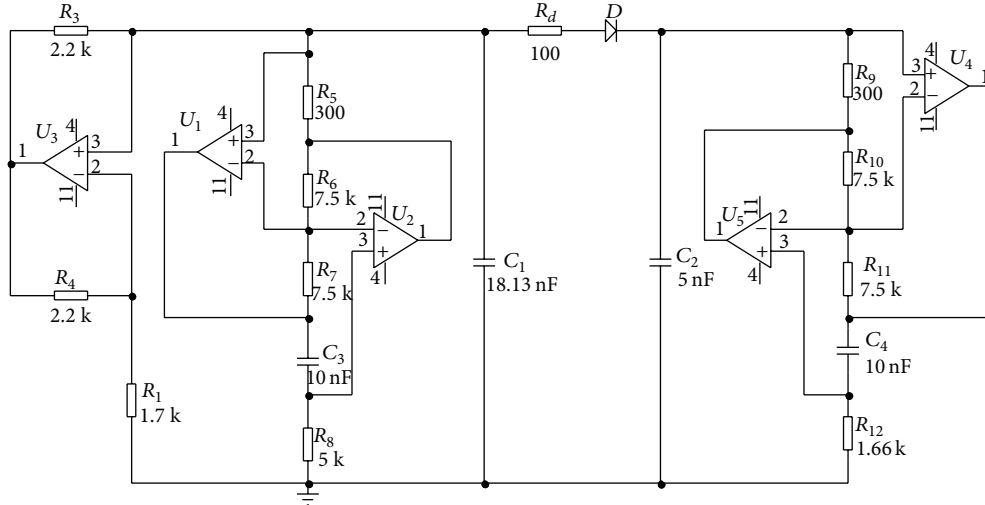 R3
2.2 k
Rd
100
D
U3
4
3
1
2
11
U1
4
3
1
2
11
R5
300
R6
7.5 k
R7
7.5 k
11
U2
2
3
1
4
C1
18.13 nF
C2
5 nF
R9
300
4
U4
3
2
1
11
R10
7.5 k
U5
11
2
3
1
4
R11
7.5 k
R4
2.2 k
C3
10 nF
C4
10 nF
R1
1.7 k
R8
5 k
R12
1.66 k